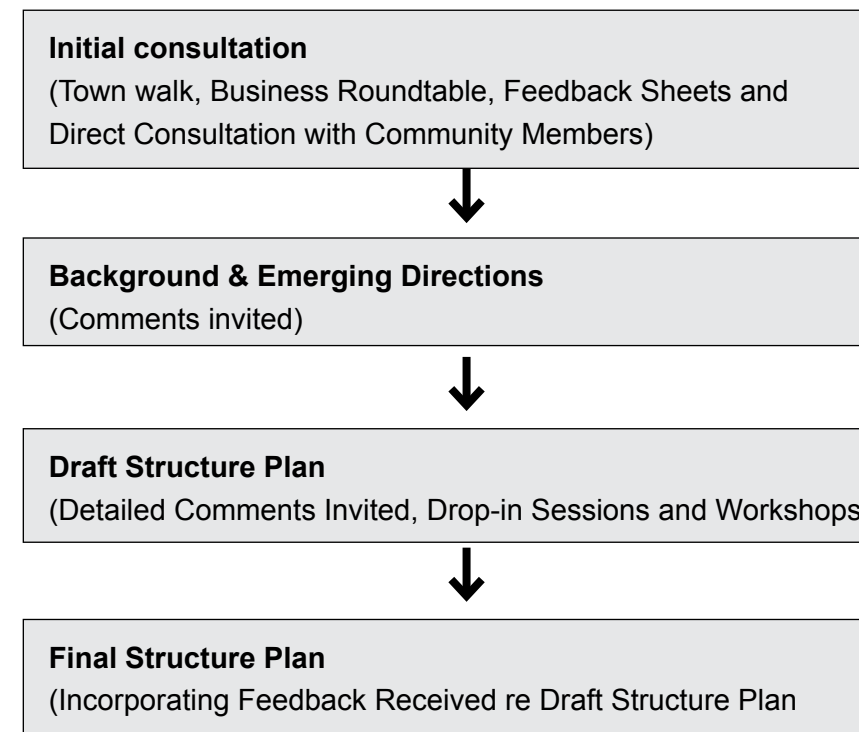 Initial consultation
(Town walk, Business Roundtable, Feedback Sheets and
Direct Consultation with Community Members)
Background & Emerging Directions
(Comments invited)
Draft Structure Plan
(Detailed Comments Invited, Drop-in Sessions and Workshops
Final Structure Plan
(Incorporating Feedback Received re Draft Structure Plan